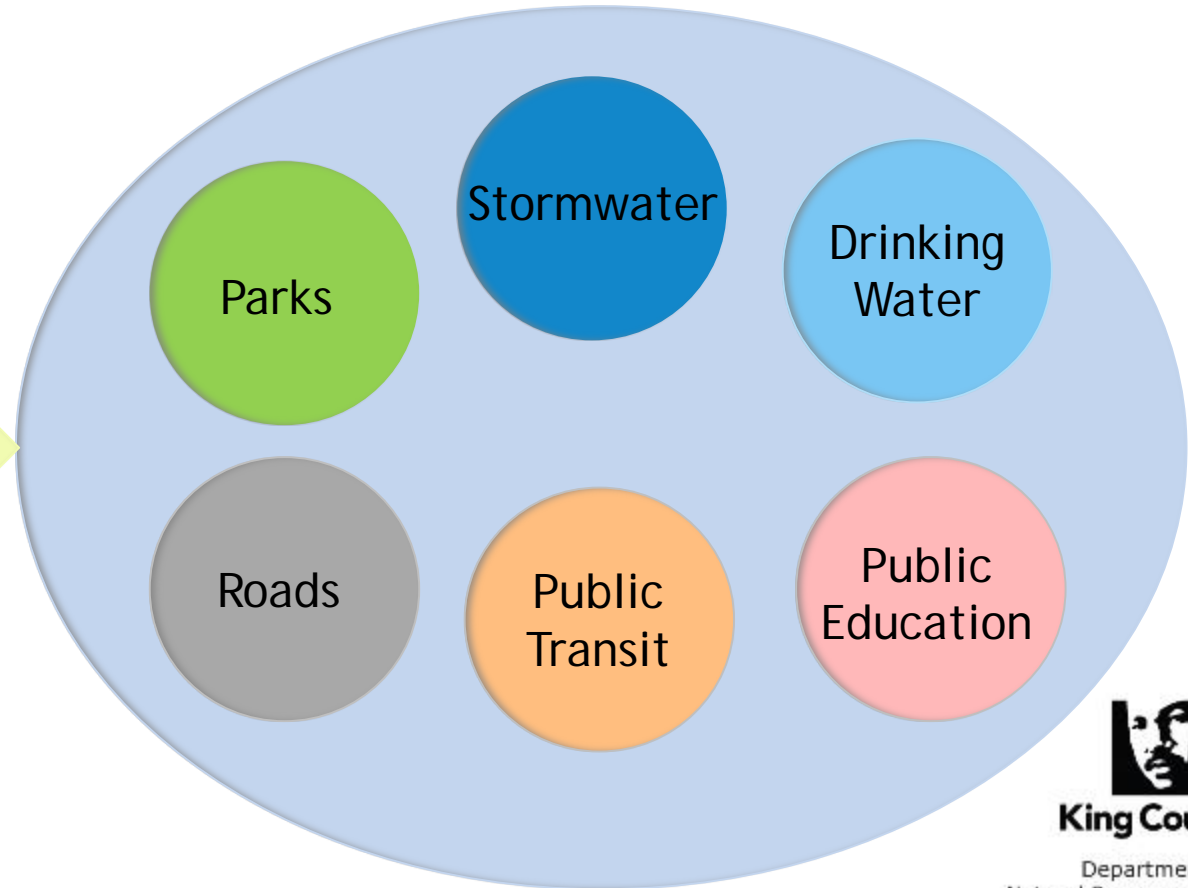 Stormwater
Drinking
Water
Parks
Roads
Public
Transit
Public
Education
King Cou
Departme